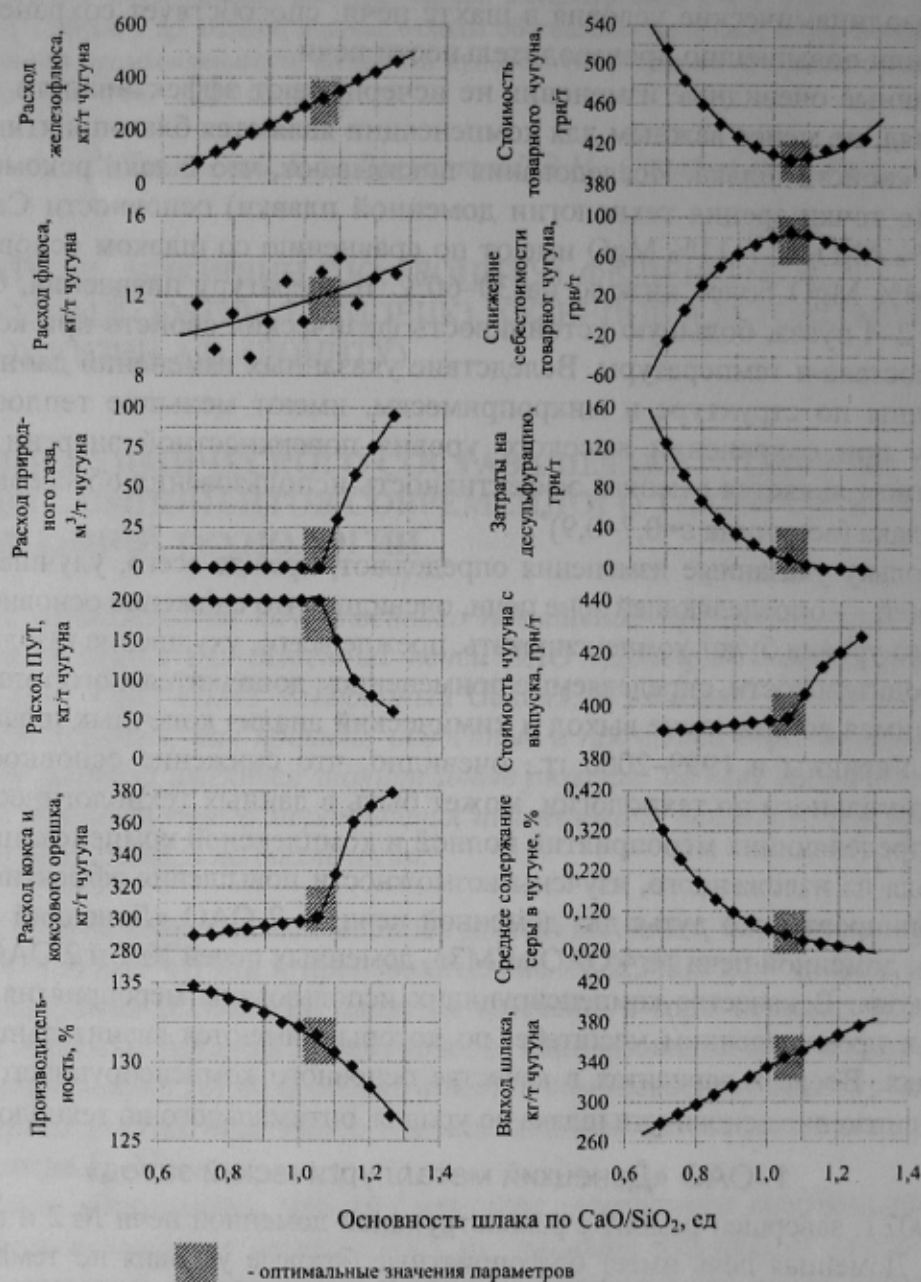 Расход
железофлюса,
кг/т чугуна
600
400
200
0
Расход флюса,
кг/т чугуна
16
12
8
Расход природ-
ного газа,
м³/т чугуна
100
75
50
25
0
Расход ПУТ,
кг/т чугуна
200
150
100
50
0
Расход кокса и
коксового орешка,
кг/т чугуна
380
360
340
320
300
280
Производитель-
ность, %
135
130
125
0,6 0,8 1,0 1,2 1,4
Стоимость
товарного чугуна,
грн/т
540
500
460
420
380
Снижение
себестоимости
товарног чугуна,
грн/т
100
60
20
-20
-60
Затраты на
десульфурацию,
грн/т
160
120
80
40
0
Стоимость чугуна с
выпуска, грн/т
440
420
400
380
Среднее содержание
серы в чугуне, %
0,420
0,320
0,220
0,120
0,020
Выход шлака,
кг/т чугуна
420
380
340
300
260
0,6 0,8 1,0 1,2 1,4
Основность шлака по CaO/SiO₂, ед
- оптимальные значения параметров